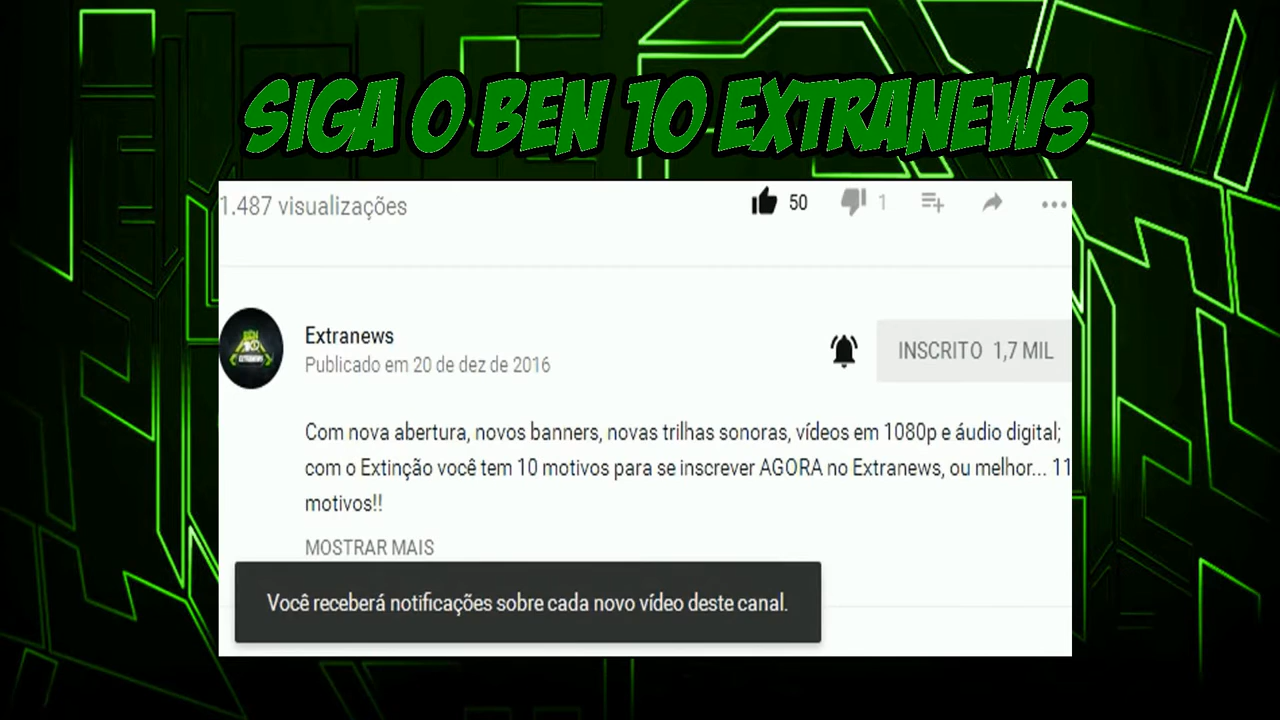 SIGA O BEN 10 EXTRANEWS
1.487 visualizações
50
1
Extranews
Publicado em 20 de dez de 2016
INSCRITO 1,7 MIL
Com nova abertura, novos banners, novas trilhas sonoras, vídeos em 1080p e áudio digital;
com o Extinção você tem 10 motivos para se inscrever AGORA no Extranews, ou melhor... 11
motivos!!
MOSTRAR MAIS
Você receberá notificações sobre cada novo vídeo deste canal.